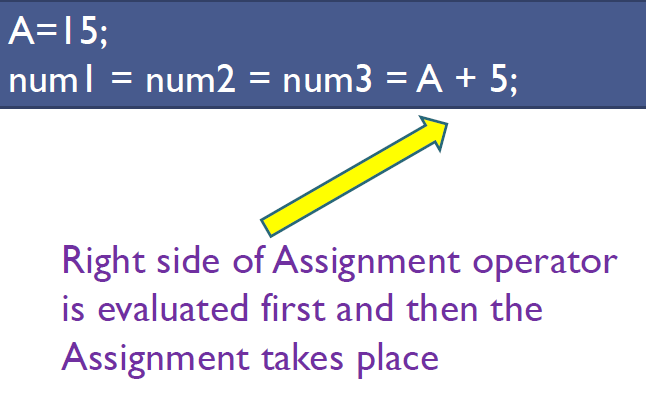 A=15;
num1 = num2 = num3 = A + 5;
Right side of Assignment operator
is evaluated first and then the
Assignment takes place